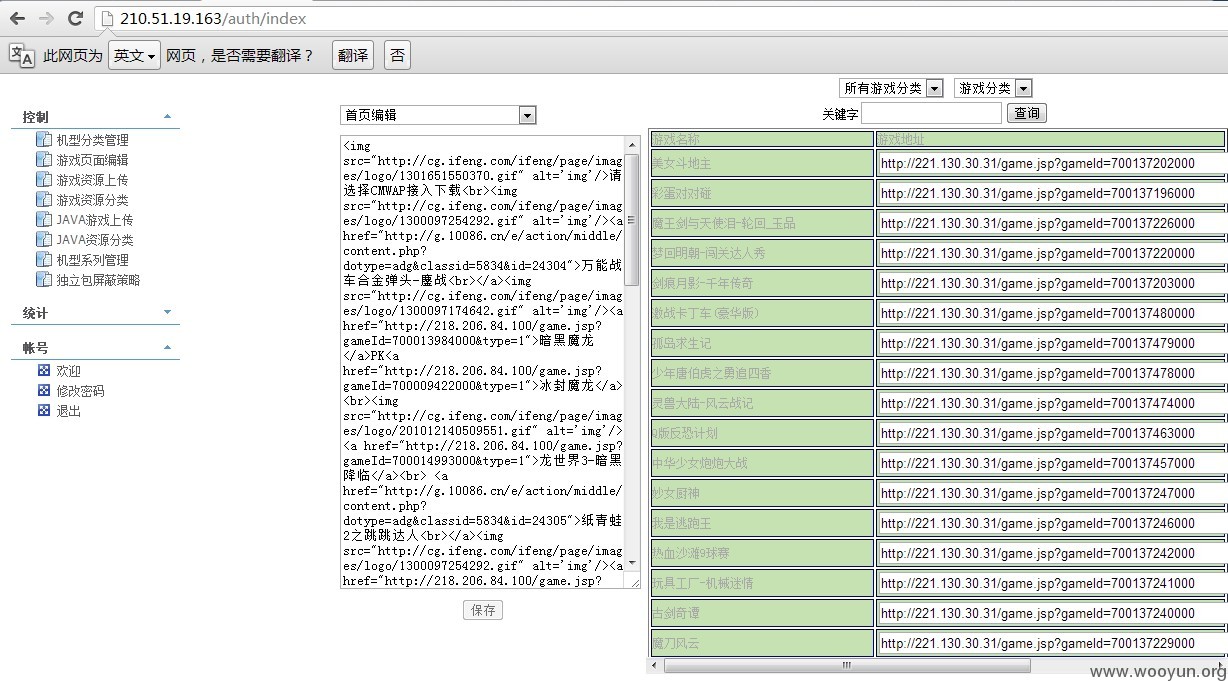 210.51.19.163/auth/index
此网页为 英文 网页，是否需要翻译？ 翻译 否
控制
机型分类管理
游戏页面编辑
游戏资源上传
游戏资源分类
JAVA游戏上传
JAVA资源分类
机型系列管理
独立包屏蔽策略
统计
帐号
欢迎
修改密码
退出
首页编辑
<img
src="http://cg.ifeng.com/ifeng/page/imag
es/logo/1301651550370.gif" alt='img'/>请
选择CMWAP接入下载<br><img
src="http://cg.ifeng.com/ifeng/page/imag
es/logo/1300097254292.gif" alt='img'/><a
href="http://g.10086.cn/e/action/middle/
content.php?
dotype=adg&classid=5834&id=24304">万能战
车合金弹头-鏖战<br></a><img
src="http://cg.ifeng.com/ifeng/page/imag
es/logo/1300097174642.gif" alt='img'/><a
href="http://218.206.84.100/game.jsp?
gameId=700013984000&type=1">暗黑魔龙
</a>PK<a
href="http://218.206.84.100/game.jsp?
gameId=700009422000&type=1">冰封魔龙</a>
<br><img
src="http://cg.ifeng.com/ifeng/page/imag
es/logo/201012140509551.gif" alt='img'/>
<a href="http://218.206.84.100/game.jsp?
gameId=700014993000&type=1">龙世界3-暗黑
降临</a><br> <a
href="http://g.10086.cn/e/action/middle/
content.php?
dotype=adg&classid=5834&id=24305">纸青蛙
2之跳跳达人<br></a><img
src="http://cg.ifeng.com/ifeng/page/imag
es/logo/1300097254292.gif" alt='img'/><a
href="http://218.206.84.100/game.jsp?
保存
所有游戏分类 游戏分类
关键字 查询
游戏名称 游戏地址
美女斗地主 http://221.130.30.31/game.jsp?gameId=700137202000
彩蛋对对碰 http://221.130.30.31/game.jsp?gameId=700137196000
魔王剑与天使泪-轮回_玉品 http://221.130.30.31/game.jsp?gameId=700137226000
梦回明朝-闯关达人秀 http://221.130.30.31/game.jsp?gameId=700137220000
剑痕月影-千年传奇 http://221.130.30.31/game.jsp?gameId=700137203000
激战卡丁车(豪华版) http://221.130.30.31/game.jsp?gameId=700137480000
孤岛求生记 http://221.130.30.31/game.jsp?gameId=700137479000
少年唐伯虎之勇追四香 http://221.130.30.31/game.jsp?gameId=700137478000
灵兽大陆-风云战记 http://221.130.30.31/game.jsp?gameId=700137474000
Q版反恐计划 http://221.130.30.31/game.jsp?gameId=700137463000
中华少女炮炮大战 http://221.130.30.31/game.jsp?gameId=700137457000
妙女厨神 http://221.130.30.31/game.jsp?gameId=700137247000
我是逃跑王 http://221.130.30.31/game.jsp?gameId=700137246000
热血沙滩9球赛 http://221.130.30.31/game.jsp?gameId=700137242000
玩具工厂-机械迷情 http://221.130.30.31/game.jsp?gameId=700137241000
古剑奇谭 http://221.130.30.31/game.jsp?gameId=700137240000
魔刀风云 http://221.130.30.31/game.jsp?gameId=700137229000
www.wooyun.org